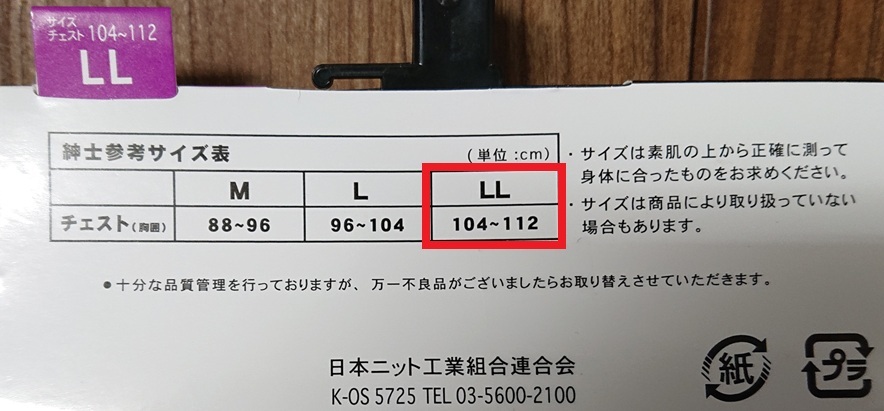 サイズ
チェスト 104~112
LL
紳士参考サイズ表 (単位:cm)
M L LL
チェスト(胸囲) 88~96 96~104 104~112
・サイズは素肌の上から正確に測って
身体に合ったものをお求めください。
・サイズは商品により取り扱っていない
場合もあります。
●十分な品質管理を行っておりますが、万一不良品がございましたらお取り替えさせていただきます。
日本ニット工業組合連合会
K-OS 5725 TEL 03-5600-2100
紙
プラ